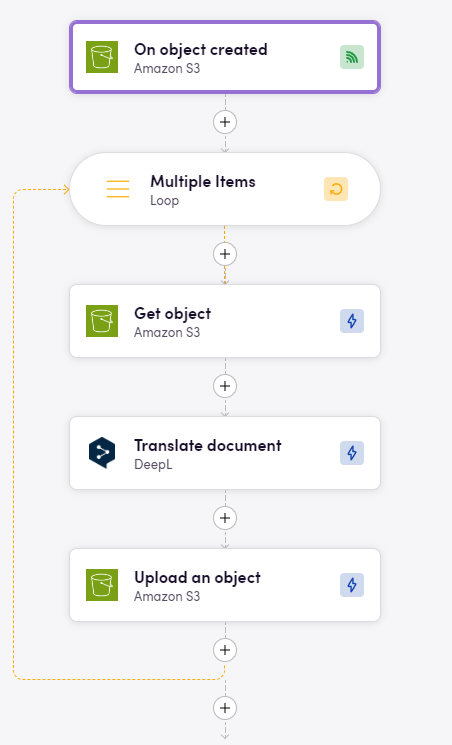 On object created
Amazon S3
Multiple Items
Loop
Get object
Amazon S3
Translate document
DeepL
Upload an object
Amazon S3